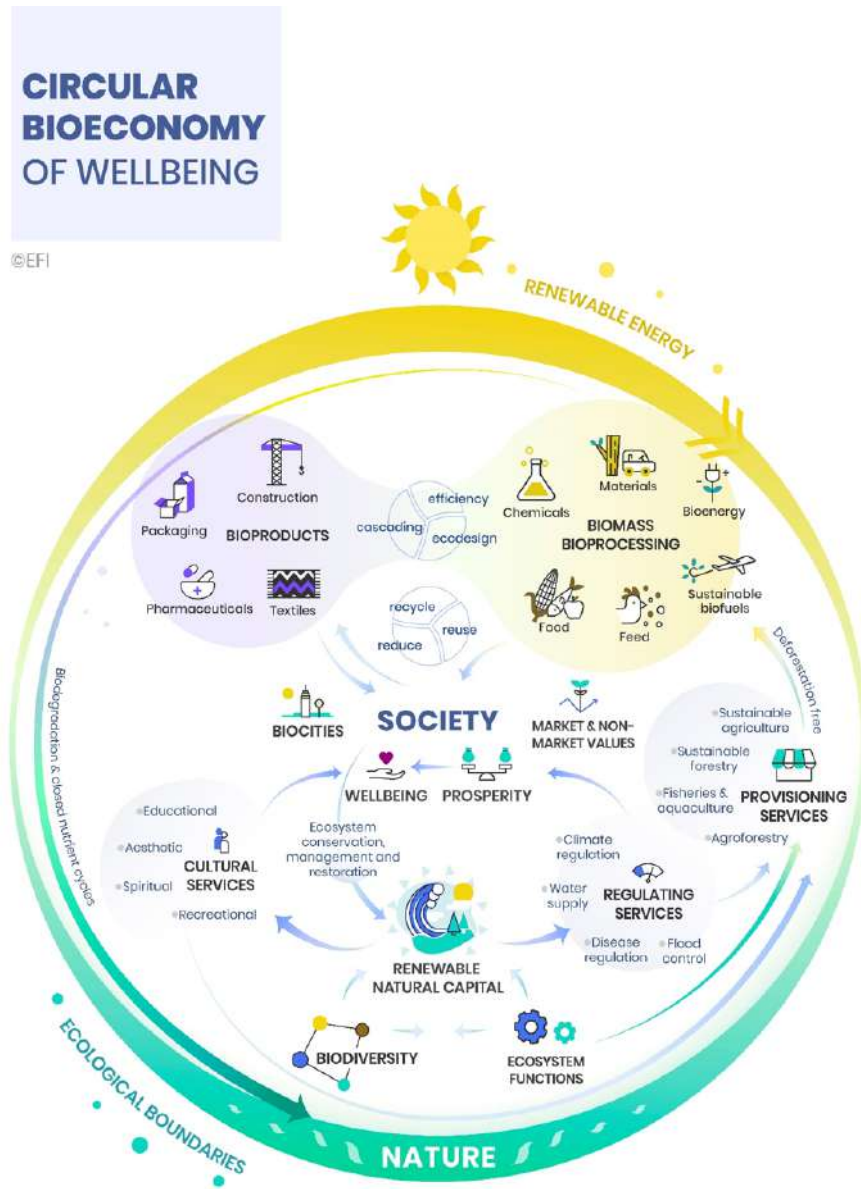 CIRCULAR
BIOECONOMY
OF WELLBEING
©EFI
RENEWABLE ENERGY
Construction
Packaging
BIOPRODUCTS
Pharmaceuticals
Textiles
efficiency
cascading
ecodesign
Materials
Chemicals
Bioenergy
BIOMASS
BIOPROCESSING
Food
Feed
Sustainable
biofuels
recycle
reuse
reduce
Deforestation free
Biodegradation & closed nutrient cycles
BIOCITIES
SOCIETY
MARKET & NON-
MARKET VALUES
WELLBEING
PROSPERITY
Sustainable
agriculture
Sustainable
forestry
Fisheries &
aquaculture
Agroforestry
PROVISIONING
SERVICES
Educational
Aesthetic
Spiritual
Recreational
CULTURAL
SERVICES
Ecosystem
conservation,
management and
restoration
Climate
regulation
Water
supply
REGULATING
SERVICES
Disease
regulation
Flood
control
RENEWABLE
NATURAL CAPITAL
BIODIVERSITY
ECOSYSTEM
FUNCTIONS
ECOLOGICAL BOUNDARIES
NATURE